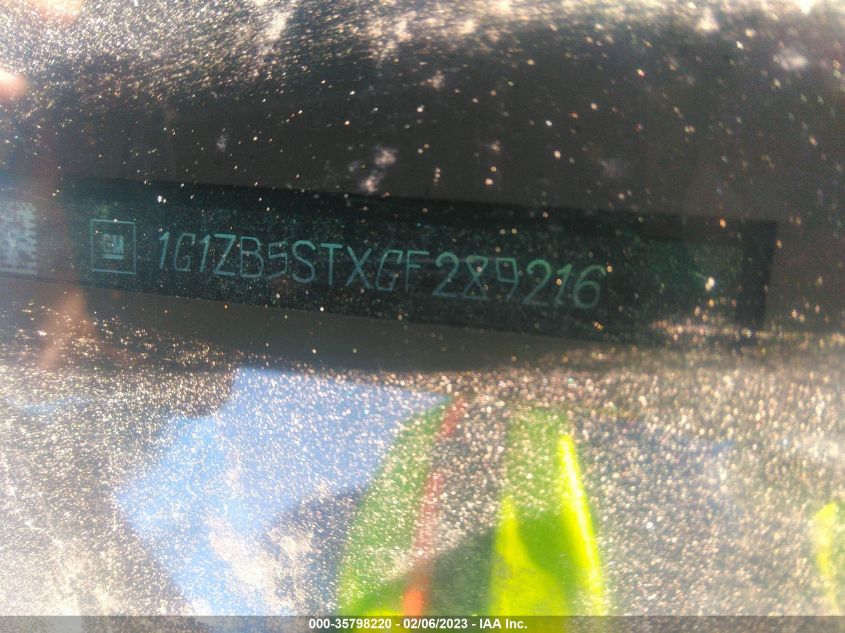 GM 1G1ZB5STXGF289216
000-35798220 - 02/06/2023 - IAA Inc.